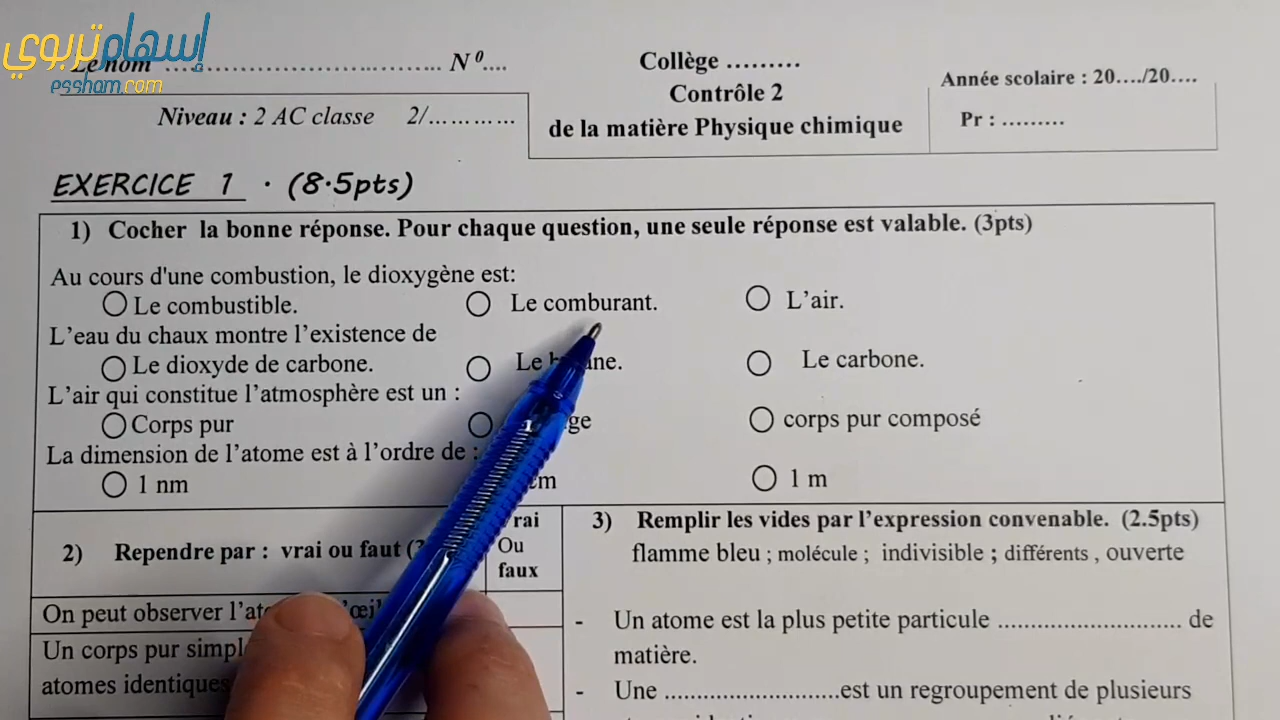 إسهام تربوي
essham.com
Le nom ................................. N⁰....
Collège .........
Année scolaire : 20…./20….
Niveau : 2 AC classe 2/…………
Contrôle 2
Pr : .........
de la matière Physique chimique
EXERCICE 1 . (8.5pts)
1) Cocher la bonne réponse. Pour chaque question, une seule réponse est valable. (3pts)
Au cours d'une combustion, le dioxygène est:
Le combustible. Le comburant. L’air.
L’eau du chaux montre l’existence de
Le dioxyde de carbone. Le Le carbone.
L’air qui constitue l’atmosphère est un :
Corps pur corps pur composé
La dimension de l’atome est à l’ordre de :
1 nm cm 1 m
2) Rependre par : vrai ou faut
Vrai
Ou
faux
3) Remplir les vides par l’expression convenable. (2.5pts)
flamme bleu ; molécule ; indivisible ; différents , ouverte
On peut observer
Un corps pur
atomes identiques
- Un atome est la plus petite particule ............................ de
matière.
- Une ...........................est un regroupement de plusieurs